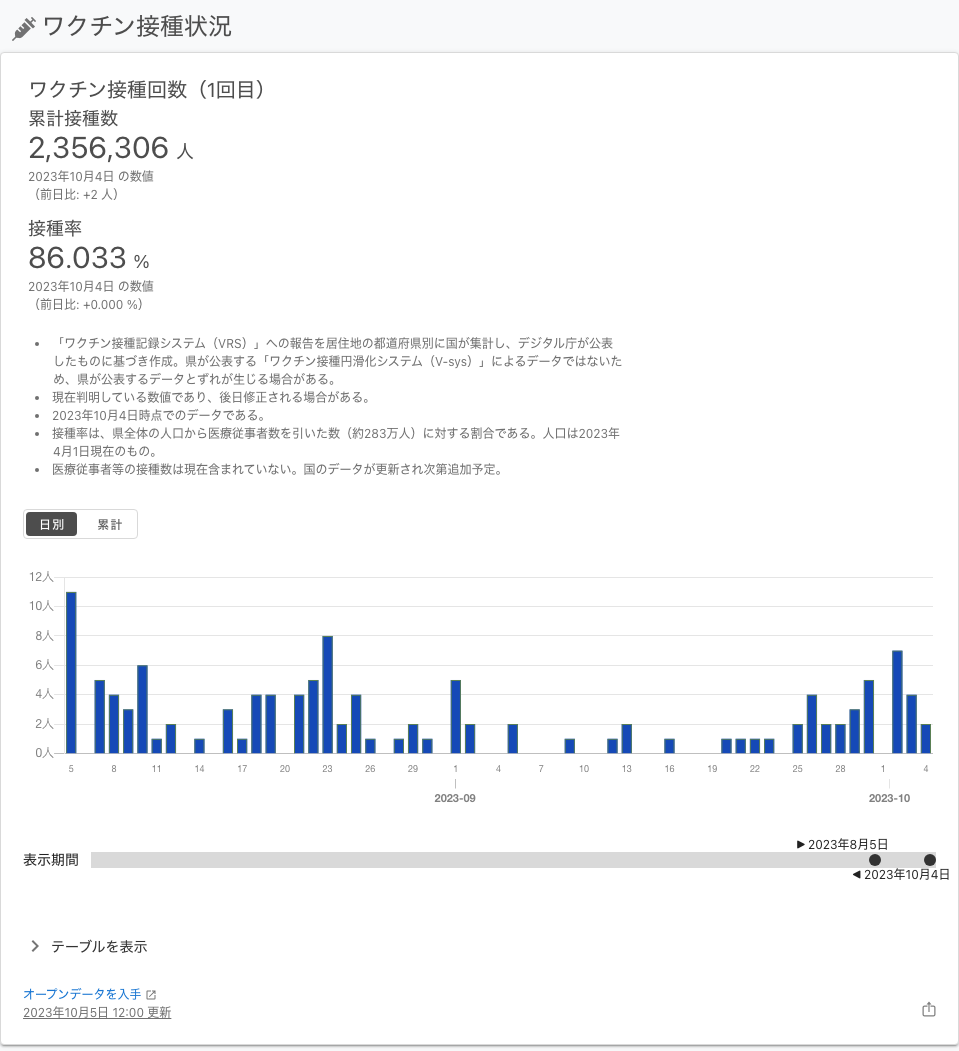 ワクチン接種状況
ワクチン接種回数（1回目）
累計接種数
2,356,306 人
2023年10月4日 の数値
（前日比: +2 人）
接種率
86.033 %
2023年10月4日 の数値
（前日比: +0.000 %）
• 「ワクチン接種記録システム（VRS）」への報告を居住地の都道府県別に国が集計し、デジタル庁が公表
したものに基づき作成。県が公表する「ワクチン接種円滑化システム（V-sys）」によるデータではないた
め、県が公表するデータとずれが生じる場合がある。
• 現在判明している数値であり、後日修正される場合がある。
• 2023年10月4日時点でのデータである。
• 接種率は、県全体の人口から医療従事者数を引いた数（約283万人）に対する割合である。人口は2023年
4月1日現在のもの。
• 医療従事者等の接種数は現在含まれていない。国のデータが更新され次第追加予定。
日別 累計
12人
10人
8人
6人
4人
2人
0人
5 8 11 14 17 20 23 26 29 1 4 7 10 13 16 19 22 25 28 1 4
2023-09 2023-10
▶ 2023年8月5日
表示期間
◀ 2023年10月4日
テーブルを表示
オープンデータを入手
2023年10月5日 12:00 更新